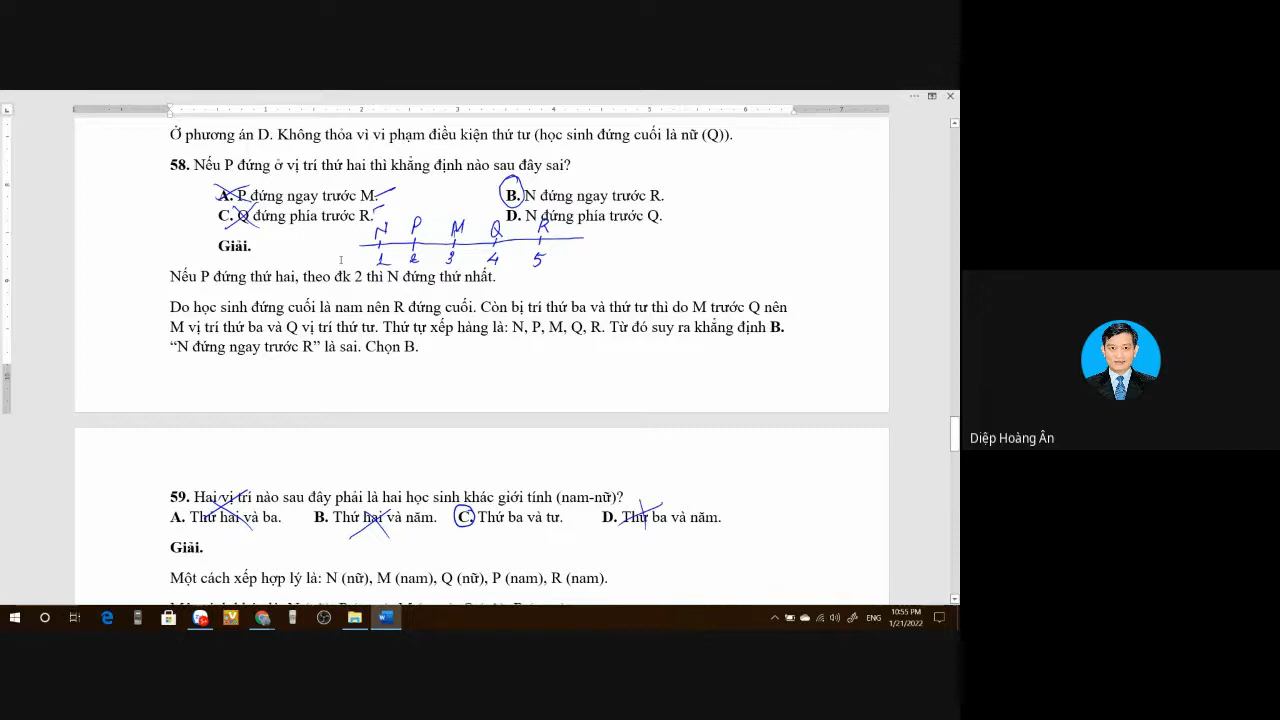 Ở phương án D. Không thỏa vì vi phạm điều kiện thứ tư (học sinh đứng cuối là nữ (Q)).
58. Nếu P đứng ở vị trí thứ hai thì khẳng định nào sau đây sai?
A. P đứng ngay trước M. B. N đứng ngay trước R.
C. Q đứng phía trước R. D. N đứng phía trước Q.
N P M Q R
Giải.
1 2 3 4 5
Nếu P đứng thứ hai, theo đk 2 thì N đứng thứ nhất.
Do học sinh đứng cuối là nam nên R đứng cuối. Còn bị trí thứ ba và thứ tư thì do M trước Q nên
M vị trí thứ ba và Q vị trí thứ tư. Thứ tự xếp hàng là: N, P, M, Q, R. Từ đó suy ra khẳng định B.
“N đứng ngay trước R” là sai. Chọn B.
Diệp Hoàng Ân
59. Hai vị trí nào sau đây phải là hai học sinh khác giới tính (nam-nữ)?
A. Thứ hai và ba. B. Thứ hai và năm. C. Thứ ba và tư. D. Thứ ba và năm.
Giải.
Một cách xếp hợp lý là: N (nữ), M (nam), Q (nữ), P (nam), R (nam).
ENG
10:55 PM
1/21/2022